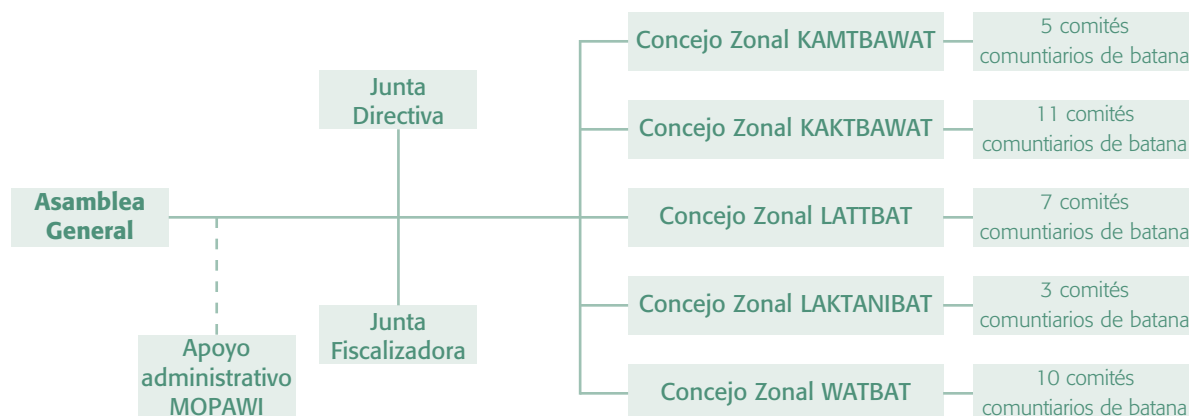 Asamblea
General
Apoyo
administrativo
MOPAWI
Junta
Directiva
Junta
Fiscalizadora
Concejo Zonal KAMTBAWAT
5 comités
comuntiarios de batana
Concejo Zonal KAKTBAWAT
11 comités
comuntiarios de batana
Concejo Zonal LATTBAT
7 comités
comuntiarios de batana
Concejo Zonal LAKTANIBAT
3 comités
comuntiarios de batana
Concejo Zonal WATBAT
10 comités
comuntiarios de batana